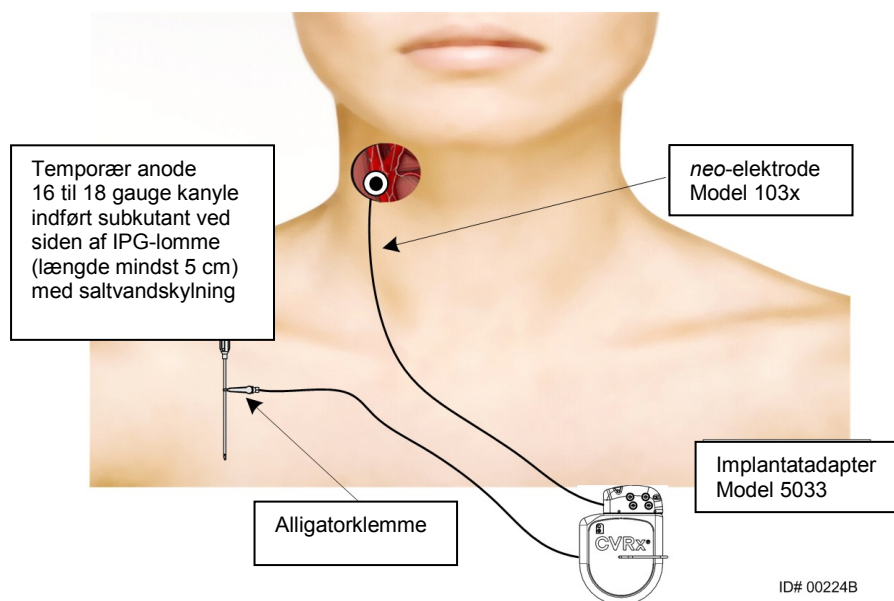 Temporær anode
16 til 18 gauge kanyle
indført subkutant ved
siden af IPG-lomme
(længde mindst 5 cm)
med saltvandskylning
neo-elektrode
Model 103x
Implantatadapter
Model 5033
Alligatorklemme
CVRx®
ID# 00224B